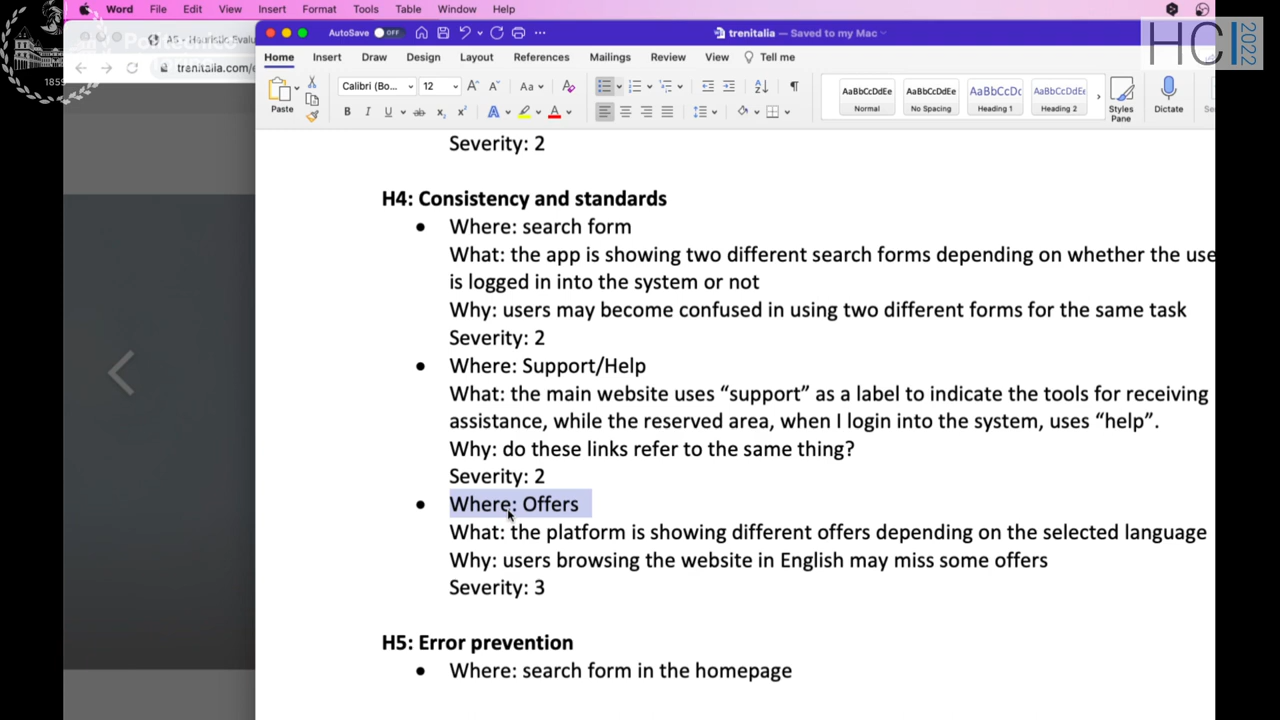 Word File Edit View Insert Format Tools Table Window Help
1859
A5 - Heuristic Evalu
trenitalia.com/e
AutoSave OFF
trenitalia — Saved to my Mac
Home Insert Draw Design Layout References Mailings Review View Tell me
Paste
Calibri (Bo... 12
AaBbCcDdEe
Normal
AaBbCcDdEe
No Spacing
AaBbCcDc
Heading 1
AaBbCcDdEe
Heading 2
Styles
Pane
Dictate
HCI 2022
Severity: 2
H4: Consistency and standards
• Where: search form
What: the app is showing two different search forms depending on whether the use
is logged in into the system or not
Why: users may become confused in using two different forms for the same task
Severity: 2
• Where: Support/Help
What: the main website uses “support” as a label to indicate the tools for receiving
assistance, while the reserved area, when I login into the system, uses “help”.
Why: do these links refer to the same thing?
Severity: 2
• Where: Offers
What: the platform is showing different offers depending on the selected language
Why: users browsing the website in English may miss some offers
Severity: 3
H5: Error prevention
• Where: search form in the homepage